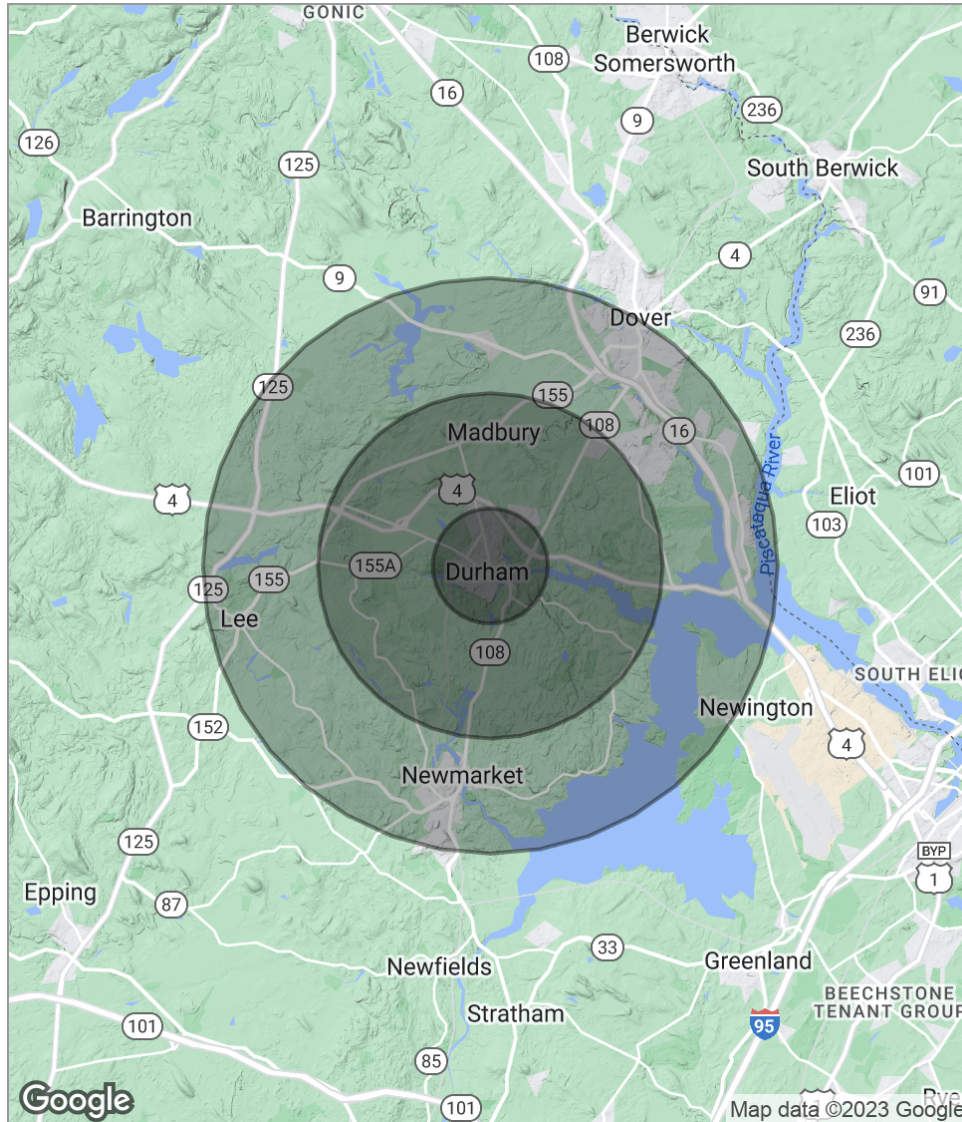 GONIC
Berwick
Somersworth
108
16
236
9
126
125
South Berwick
Barrington
4
9
91
Dover
236
125
155
108
16
Madbury
101
4
4
Eliot
Piscataqua River
103
Durham
155A
155
125
Lee
108
SOUTH ELIO
Newington
152
4
Newmarket
125
BYP
1
Epping
87
33
Newfields
Greenland
Stratham
BEECHSTONE
TENANT GROUP
101
95
85
101
1
Rye
Google
Map data ©2023 Google